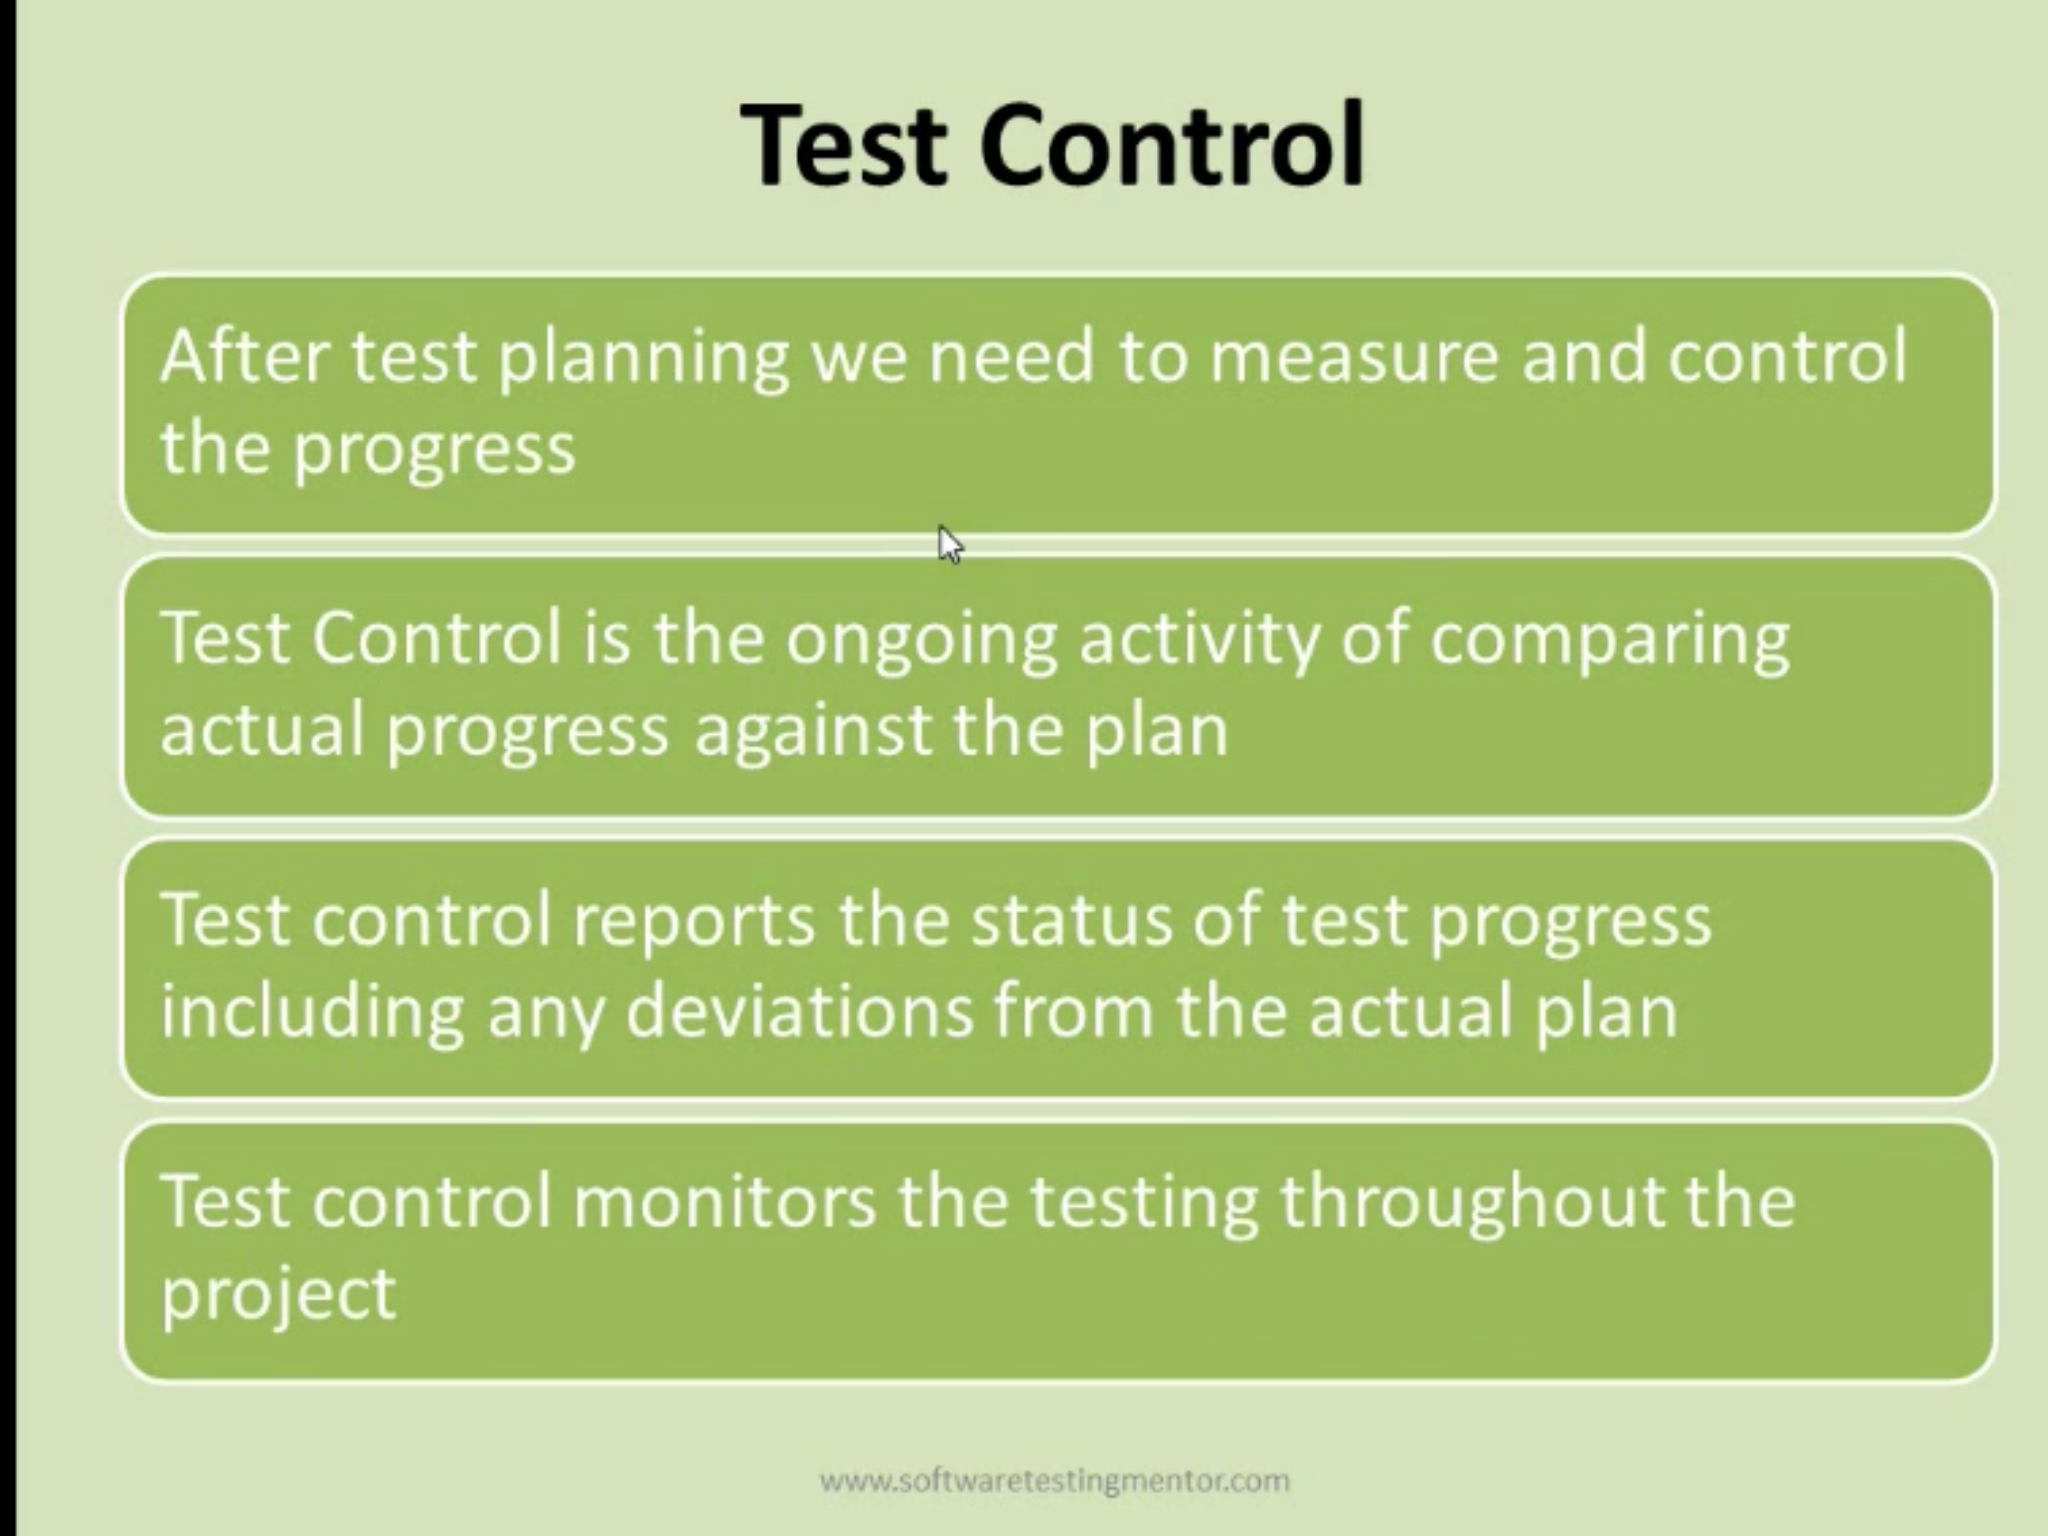 Test Control
After test planning we need to measure and control
the progress
Test Control is the ongoing activity of comparing
actual progress against the plan
Test control reports the status of test progress
including any deviations from the actual plan
Test control monitors the testing throughout the
project
www.softwaretestingmentor.com